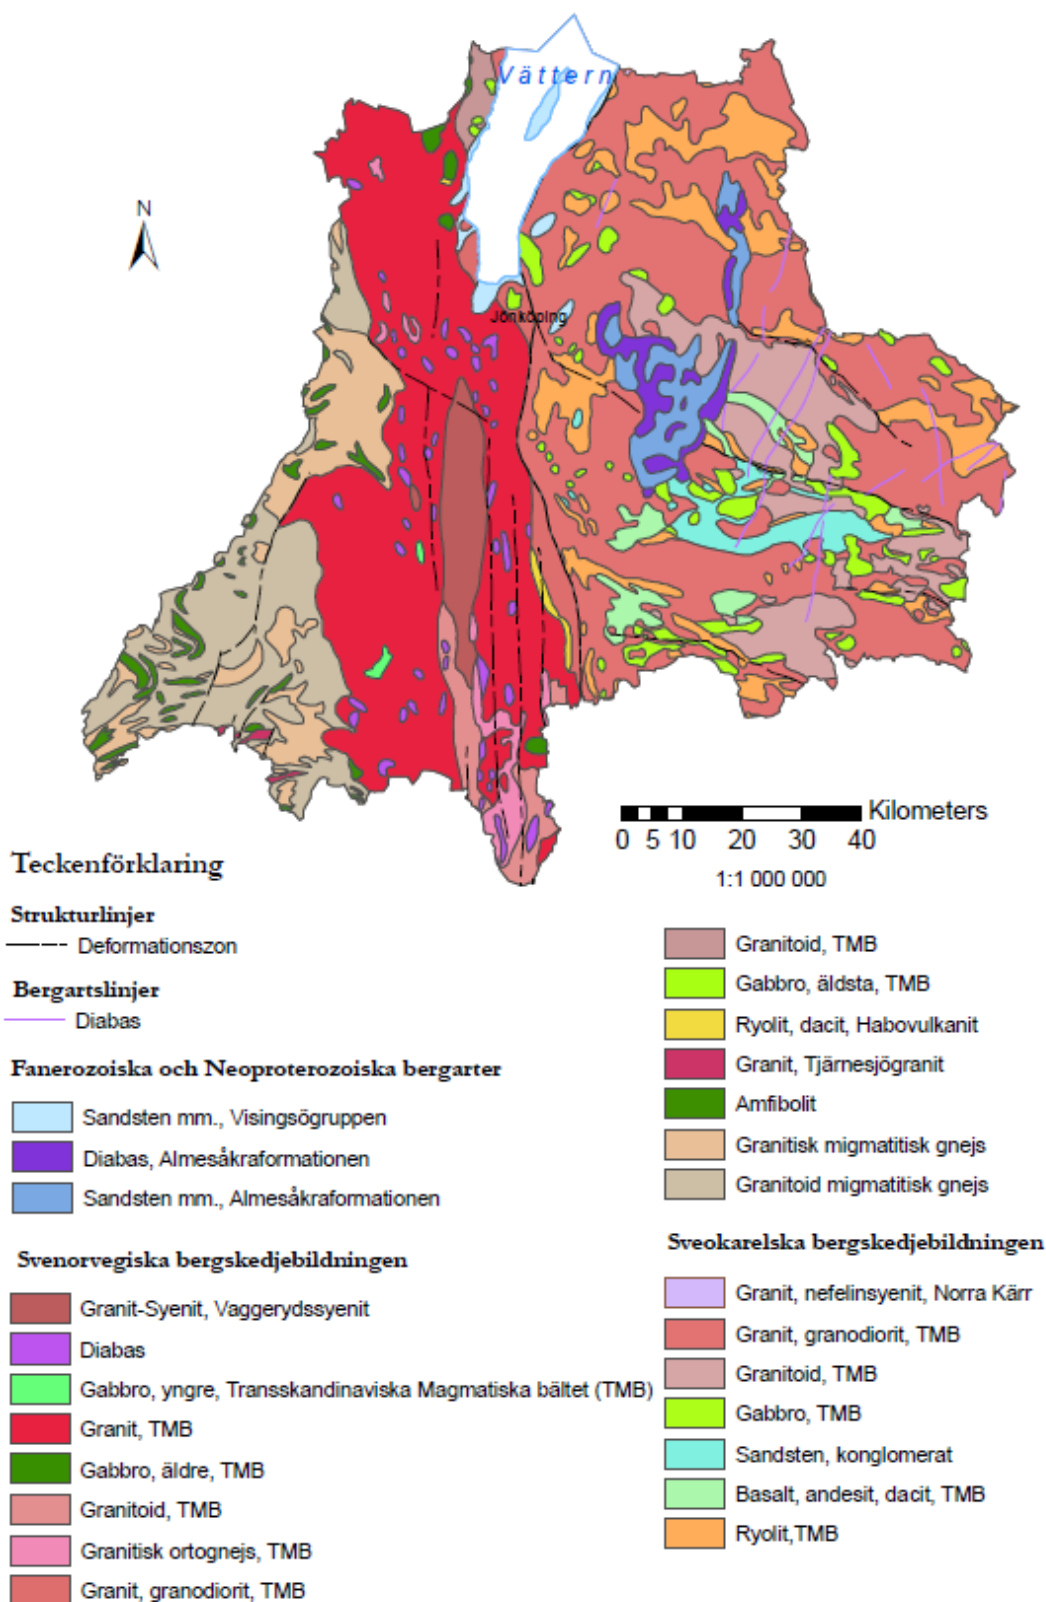 Vättern
N
Jönköping
Kilometers
0 5 10 20 30 40
1:1 000 000
Teckenförklaring
Strukturlinjer
Deformationszon
Bergartslinjer
Diabas
Fanerozoiska och Neoproterozoiska bergarter
Sandsten mm., Visingsögruppen
Diabas, Almesåkraformationen
Sandsten mm., Almesåkraformationen
Svenorvegiska bergskedjebildningen
Granit-Syenit, Vaggerydssyenit
Diabas
Gabbro, yngre, Transskandinaviska Magmatiska bältet (TMB)
Granit, TMB
Gabbro, äldre, TMB
Granitoid, TMB
Granitisk ortognejs, TMB
Granit, granodiorit, TMB
Granitoid, TMB
Gabbro, äldsta, TMB
Ryolit, dacit, Habovulkanit
Granit, Tjärnesjögranit
Amfibolit
Granitisk migmatitisk gnejs
Granitoid migmatitisk gnejs
Sveokarelska bergskedjebildningen
Granit, nefelinsyenit, Norra Kärr
Granit, granodiorit, TMB
Granitoid, TMB
Gabbro, TMB
Sandsten, konglomerat
Basalt, andesit, dacit, TMB
Ryolit,TMB